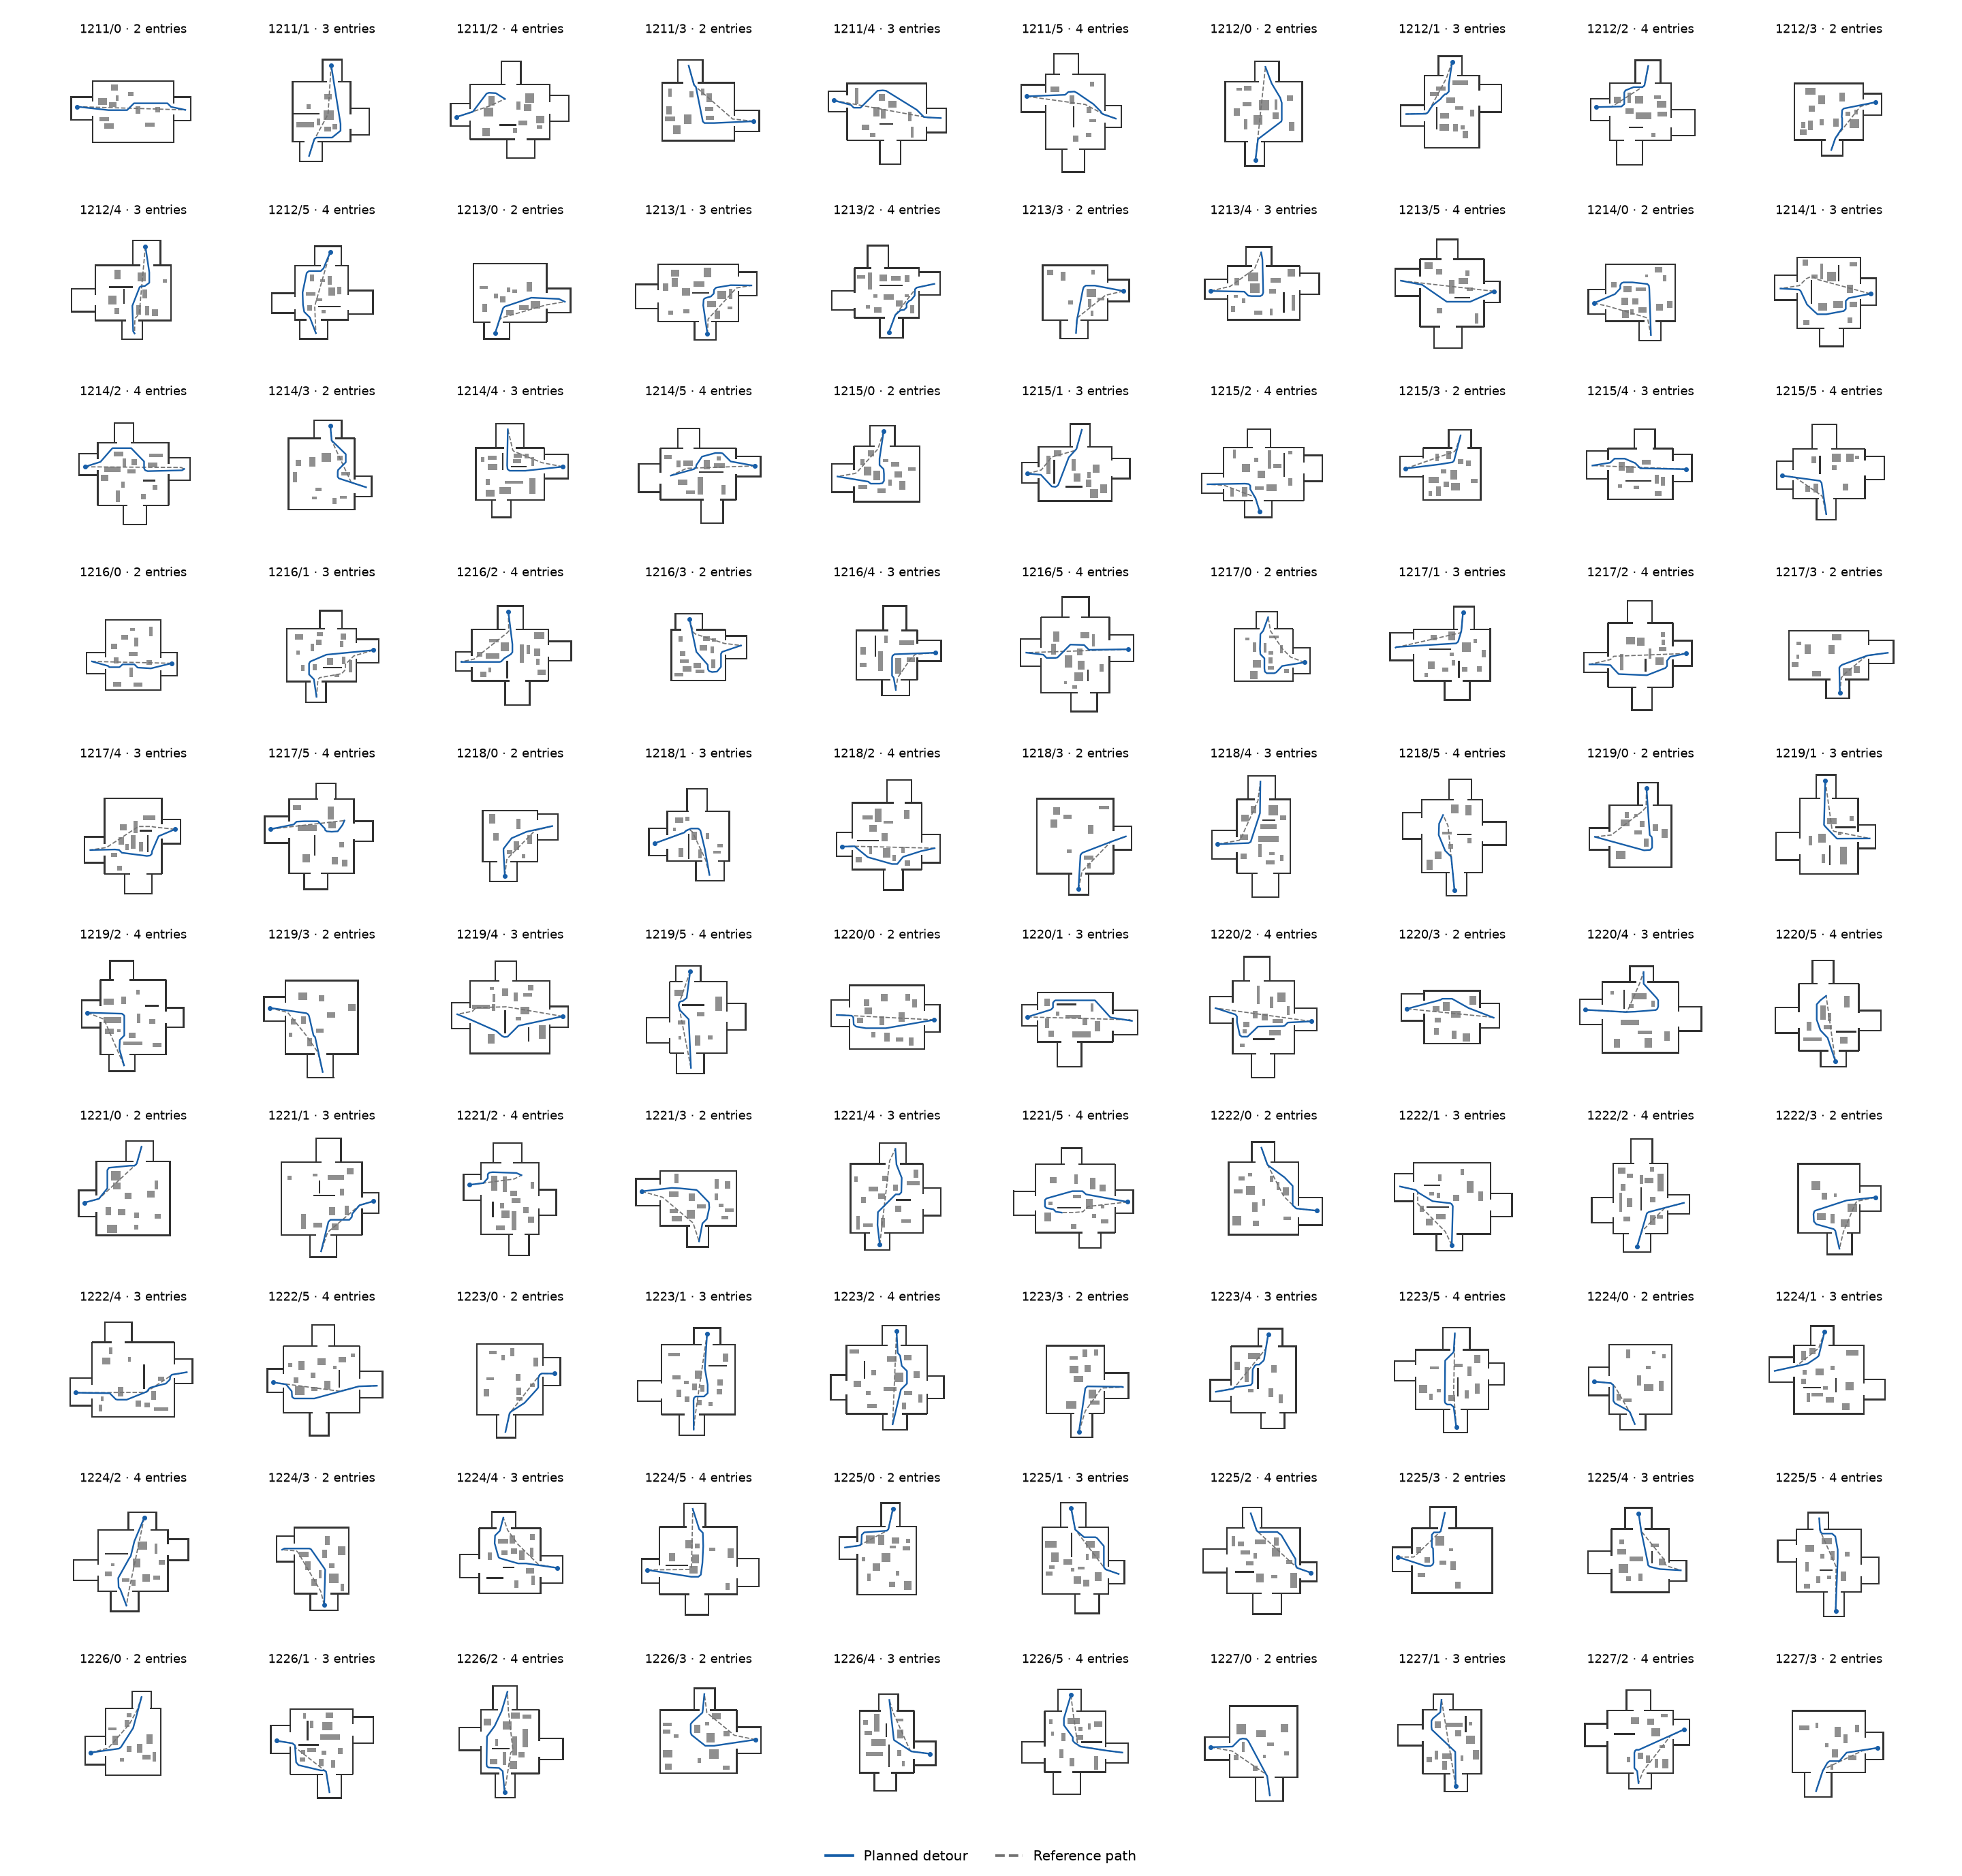 1211/0 · 2 entries 1211/1 · 3 entries 1211/2 · 4 entries 1211/3 · 2 entries 1211/4 · 3 entries 1211/5 · 4 entries 1212/0 · 2 entries 1212/1 · 3 entries 1212/2 · 4 entries 1212/3 · 2 entries
1212/4 · 3 entries 1212/5 · 4 entries 1213/0 · 2 entries 1213/1 · 3 entries 1213/2 · 4 entries 1213/3 · 2 entries 1213/4 · 3 entries 1213/5 · 4 entries 1214/0 · 2 entries 1214/1 · 3 entries
1214/2 · 4 entries 1214/3 · 2 entries 1214/4 · 3 entries 1214/5 · 4 entries 1215/0 · 2 entries 1215/1 · 3 entries 1215/2 · 4 entries 1215/3 · 2 entries 1215/4 · 3 entries 1215/5 · 4 entries
1216/0 · 2 entries 1216/1 · 3 entries 1216/2 · 4 entries 1216/3 · 2 entries 1216/4 · 3 entries 1216/5 · 4 entries 1217/0 · 2 entries 1217/1 · 3 entries 1217/2 · 4 entries 1217/3 · 2 entries
1217/4 · 3 entries 1217/5 · 4 entries 1218/0 · 2 entries 1218/1 · 3 entries 1218/2 · 4 entries 1218/3 · 2 entries 1218/4 · 3 entries 1218/5 · 4 entries 1219/0 · 2 entries 1219/1 · 3 entries
1219/2 · 4 entries 1219/3 · 2 entries 1219/4 · 3 entries 1219/5 · 4 entries 1220/0 · 2 entries 1220/1 · 3 entries 1220/2 · 4 entries 1220/3 · 2 entries 1220/4 · 3 entries 1220/5 · 4 entries
1221/0 · 2 entries 1221/1 · 3 entries 1221/2 · 4 entries 1221/3 · 2 entries 1221/4 · 3 entries 1221/5 · 4 entries 1222/0 · 2 entries 1222/1 · 3 entries 1222/2 · 4 entries 1222/3 · 2 entries
1222/4 · 3 entries 1222/5 · 4 entries 1223/0 · 2 entries 1223/1 · 3 entries 1223/2 · 4 entries 1223/3 · 2 entries 1223/4 · 3 entries 1223/5 · 4 entries 1224/0 · 2 entries 1224/1 · 3 entries
1224/2 · 4 entries 1224/3 · 2 entries 1224/4 · 3 entries 1224/5 · 4 entries 1225/0 · 2 entries 1225/1 · 3 entries 1225/2 · 4 entries 1225/3 · 2 entries 1225/4 · 3 entries 1225/5 · 4 entries
1226/0 · 2 entries 1226/1 · 3 entries 1226/2 · 4 entries 1226/3 · 2 entries 1226/4 · 3 entries 1226/5 · 4 entries 1227/0 · 2 entries 1227/1 · 3 entries 1227/2 · 4 entries 1227/3 · 2 entries
Planned detour Reference path